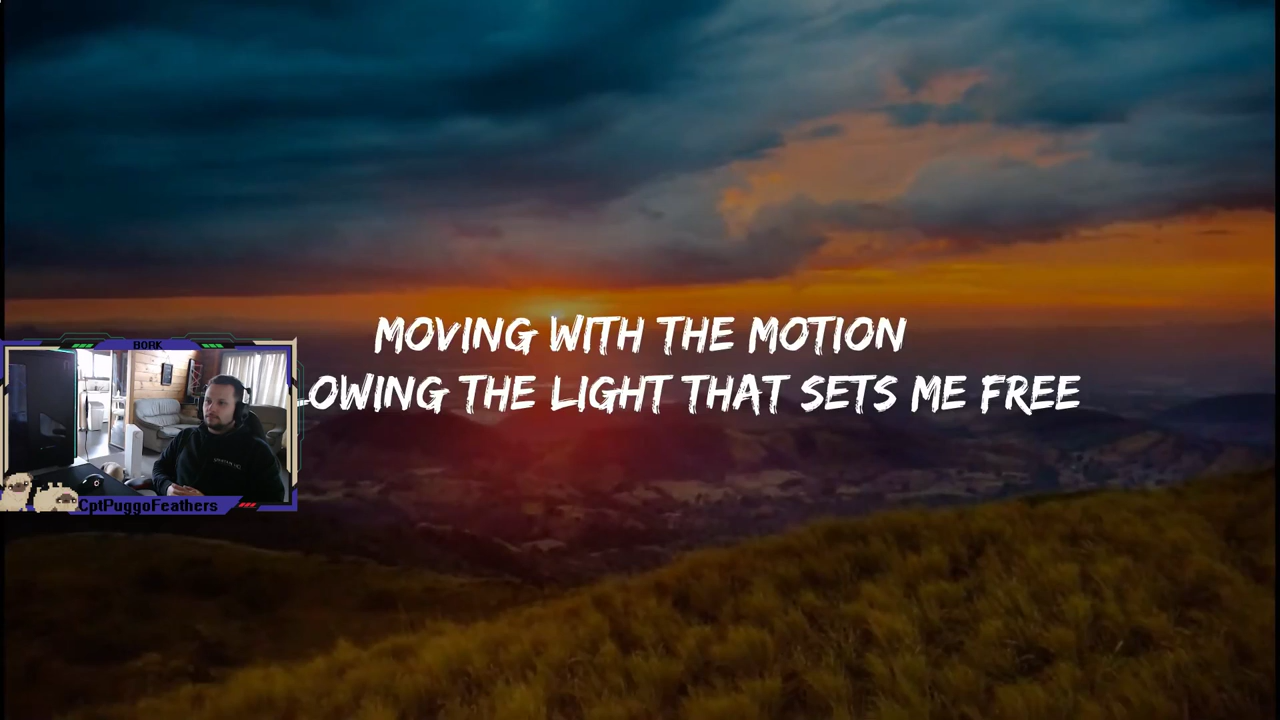 MOVING WITH THE MOTION
OWING THE LIGHT THAT SETS ME FREE
BORK
CptPuggoFeathers